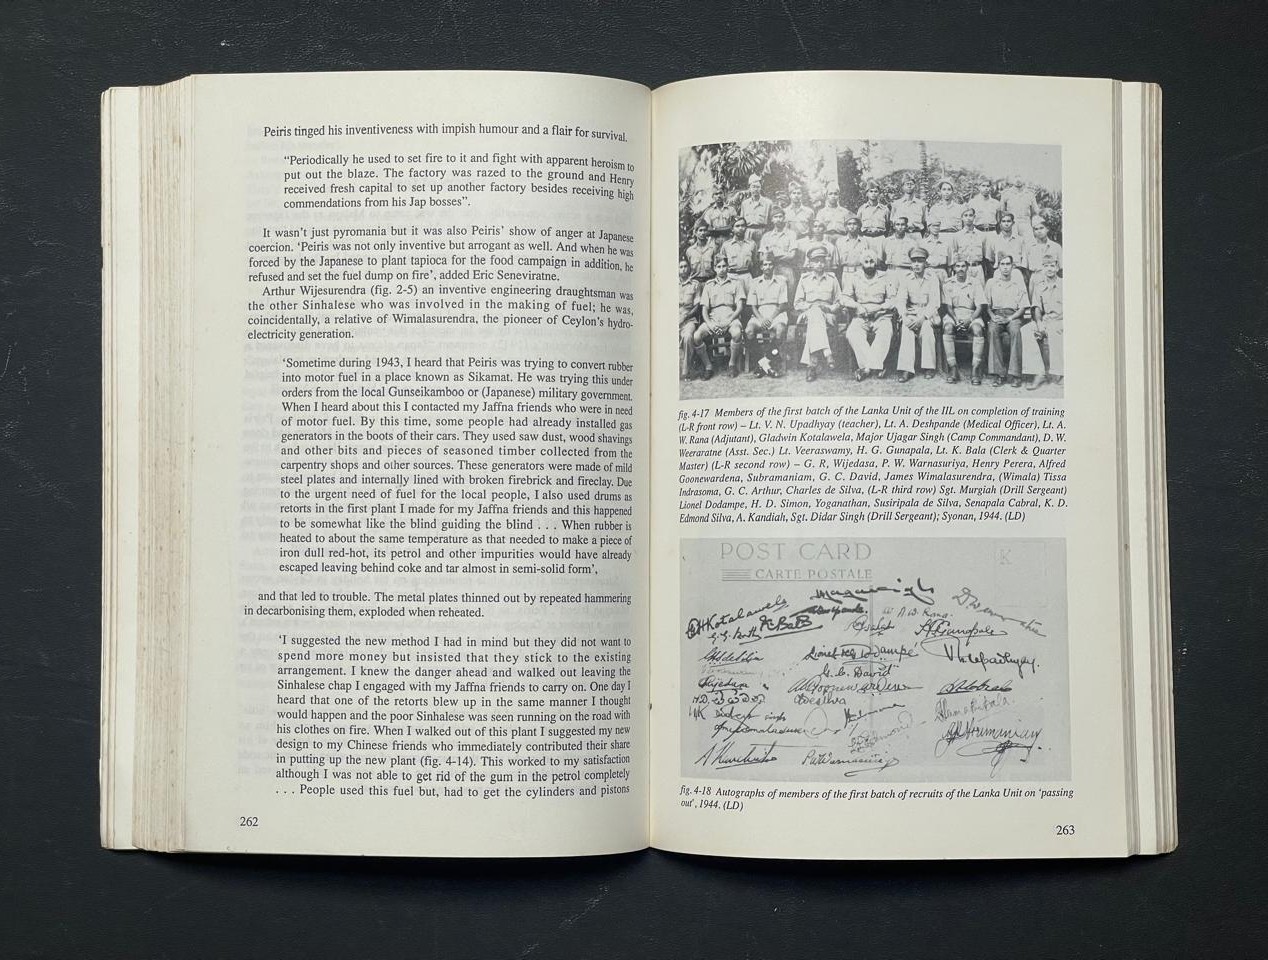 Peiris tinged his inventiveness with impish humour and a flair for survival.
“Periodically he used to set fire to it and fight with apparent heroism to
put out the blaze. The factory was razed to the ground and Henry
received fresh capital to set up another factory besides receiving high
commendations from his Jap bosses”.
It wasn't just pyromania but it was also Peiris' show of anger at Japanese
coercion. ‘Peiris was not only inventive but arrogant as well. And when he was
forced by the Japanese to plant tapioca for the food campaign in addition, he
refused and set the fuel dump on fire’, added Eric Seneviratne.
Arthur Wijesurendra (fig. 2-5) an inventive engineering draughtsman was
the other Sinhalese who was involved in the making of fuel; he was,
coincidentally, a relative of Wimalasurendra, the pioneer of Ceylon's hydro-
electricity generation.
‘Sometime during 1943, I heard that Peiris was trying to convert rubber
into motor fuel in a place known as Sikamat. He was trying this under
orders from the local Gunseikamboo or (Japanese) military government.
When I heard about this I contacted my Jaffna friends who were in need
of motor fuel. By this time, some people had already installed gas
generators in the boots of their cars. They used saw dust, wood shavings
and other bits and pieces of seasoned timber collected from the
carpentry shops and other sources. These generators were made of mild
steel plates and internally lined with broken firebrick and fireclay. Due
to the urgent need of fuel for the local people, I also used drums as
retorts in the first plant I made for my Jaffna friends and this happened
to be somewhat like the blind guiding the blind . . . When rubber is
heated to about the same temperature as that needed to make a piece of
iron dull red-hot, its petrol and other impurities would have already
escaped leaving behind coke and tar almost in semi-solid form’,
and that led to trouble. The metal plates thinned out by repeated hammering
in decarbonising them, exploded when reheated.
‘I suggested the new method I had in mind but they did not want to
spend more money but insisted that they stick to the existing
arrangement. I knew the danger ahead and walked out leaving the
Sinhalese chap I engaged with my Jaffna friends to carry on. One day I
heard that one of the retorts blew up in the same manner I thought
would happen and the poor Sinhalese was seen running on the road with
his clothes on fire. When I walked out of this plant I suggested my new
design to my Chinese friends who immediately contributed their share
in putting up the new plant (fig. 4-14). This worked to my satisfaction
although I was not able to get rid of the gum in the petrol completely
. . . People used this fuel but, had to get the cylinders and pistons
262
fig. 4-17 Members of the first batch of the Lanka Unit of the IIL on completion of training
(L-R front row) – Lt. V. N. Upadhyay (teacher), Lt. A. Deshpande (Medical Officer), Lt. A.
W. Rana (Adjutant), Gladwin Kotalawela, Major Ujagar Singh (Camp Commandant), D. W.
Weeraratne (Asst. Sec.) Lt. Veeraswamy, H. G. Gunapala, Lt. K. Bala (Clerk & Quarter
Master) (L-R second row) – G. R, Wijedasa, P. W. Warnasuriya, Henry Perera, Alfred
Goonewardena, Subramaniam, G. C. David, James Wimalasurendra, (Wimala) Tissa
Indrasoma, G. C. Arthur, Charles de Silva, (L-R third row) Sgt. Murgiah (Drill Sergeant)
Lionel Dodampe, H. D. Simon, Yoganathan, Susiripala de Silva, Senapala Cabral, K. D.
Edmond Silva, A. Kandiah, Sgt. Didar Singh (Drill Sergeant); Syonan, 1944. (LD)
POST CARD
CARTE POSTALE
K
GH Kotalawela
K Bala
A. W. Rana
Lionel Dodampe
G. C. David
fig. 4-18 Autographs of members of the first batch of recruits of the Lanka Unit on ‘passing
out’, 1944. (LD)
263